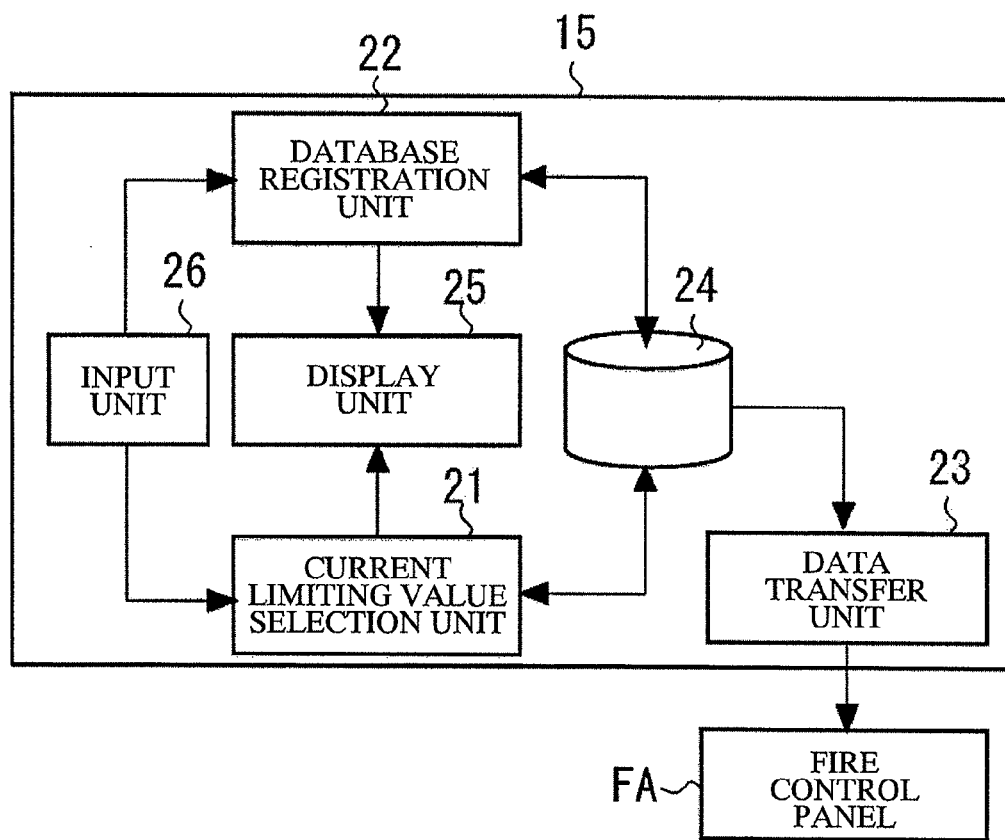 15
22
DATABASE
REGISTRATION
UNIT
26
25
24
INPUT
UNIT
DISPLAY
UNIT
21
23
CURRENT
LIMITING VALUE
SELECTION UNIT
DATA
TRANSFER
UNIT
FA
FIRE
CONTROL
PANEL